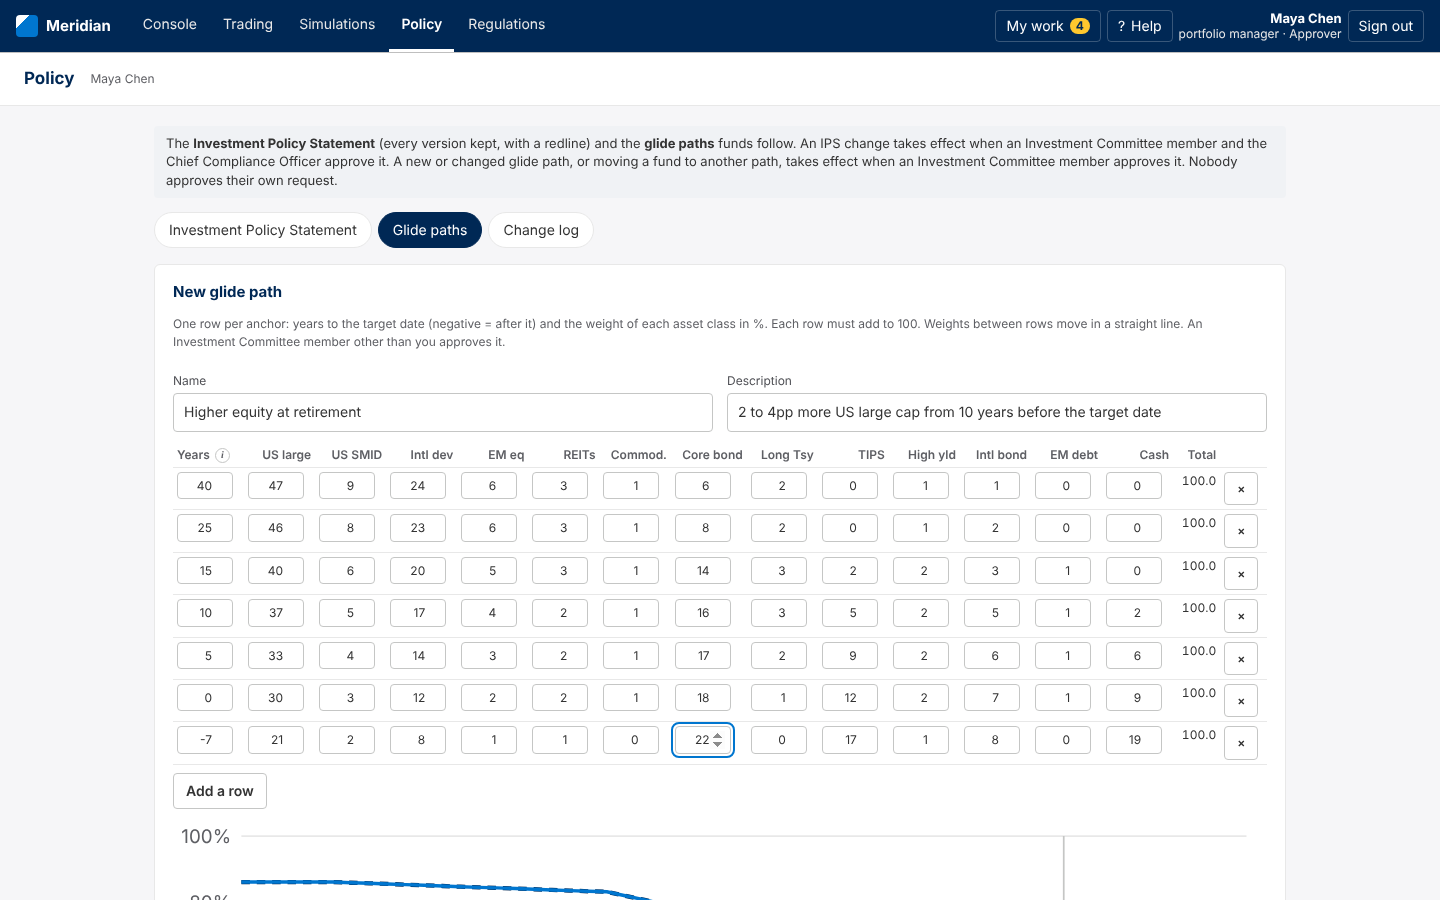 Meridian Console Trading Simulations Policy Regulations My work 4 ? Help Maya Chen Sign out
portfolio manager · Approver
Policy Maya Chen
The Investment Policy Statement (every version kept, with a redline) and the glide paths funds follow. An IPS change takes effect when an Investment Committee member and the
Chief Compliance Officer approve it. A new or changed glide path, or moving a fund to another path, takes effect when an Investment Committee member approves it. Nobody
approves their own request.
Investment Policy Statement Glide paths Change log
New glide path
One row per anchor: years to the target date (negative = after it) and the weight of each asset class in %. Each row must add to 100. Weights between rows move in a straight line. An
Investment Committee member other than you approves it.
Name Description
Higher equity at retirement 2 to 4pp more US large cap from 10 years before the target date
Years i US large US SMID Intl dev EM eq REITs Commod. Core bond Long Tsy TIPS High yld Intl bond EM debt Cash Total
40 47 9 24 6 3 1 6 2 0 1 1 0 0 100.0 ×
25 46 8 23 6 3 1 8 2 0 1 2 0 0 100.0 ×
15 40 6 20 5 3 1 14 3 2 2 3 1 0 100.0 ×
10 37 5 17 4 2 1 16 3 5 2 5 1 2 100.0 ×
5 33 4 14 3 2 1 17 2 9 2 6 1 6 100.0 ×
0 30 3 12 2 2 1 18 1 12 2 7 1 9 100.0 ×
-7 21 2 8 1 1 0 22 0 17 1 8 0 19 100.0 ×
Add a row
100%
80%